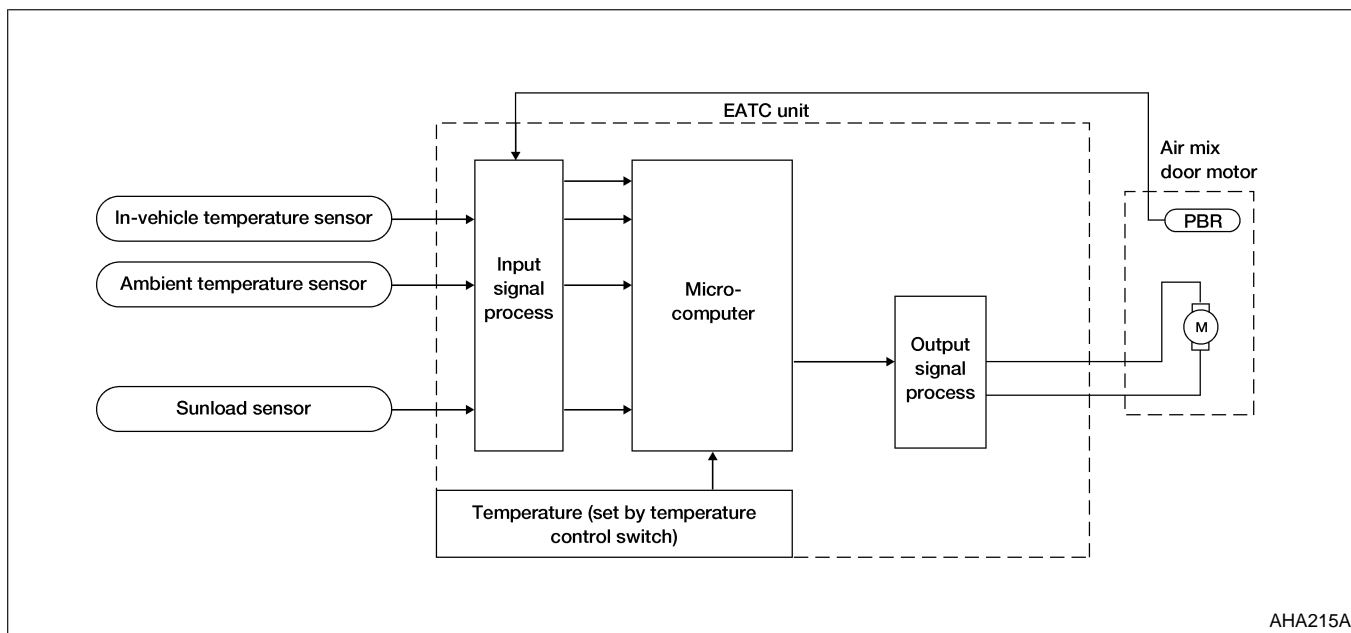 EATC unit
Air mix
door motor
PBR
In-vehicle temperature sensor
Ambient temperature sensor
Sunload sensor
Input
signal
process
Micro-
computer
Output
signal
process
M
Temperature (set by temperature
control switch)
AHA215A